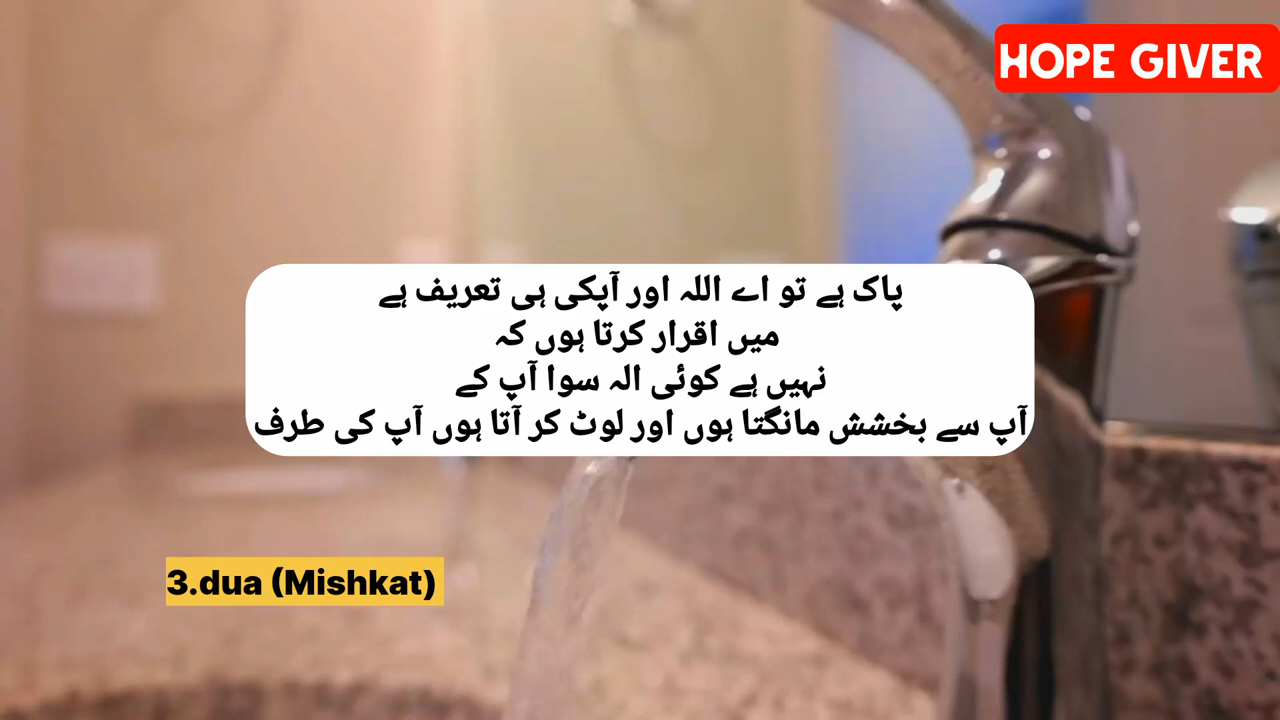 HOPE GIVER
پاک ہے تو اے اللہ اور آپکی ہی تعریف ہے
میں اقرار کرتا ہوں کہ
نہیں ہے کوئی الہ سوا آپ کے
آپ سے بخشش مانگتا ہوں اور لوٹ کر آتا ہوں آپ کی طرف
3.dua (Mishkat)